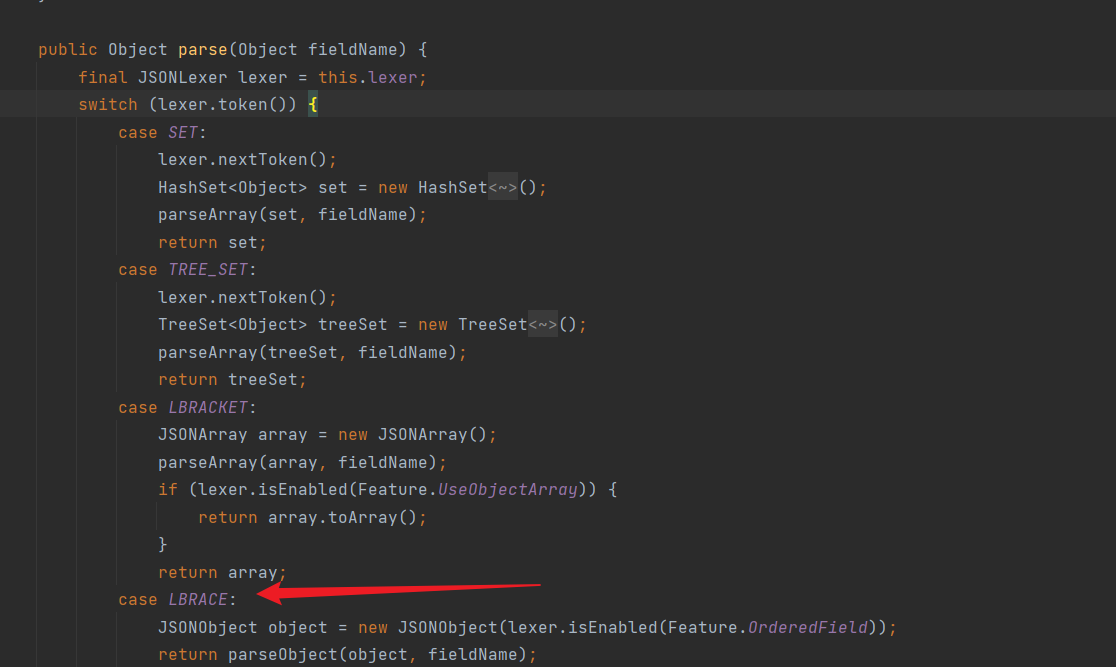 public Object parse(Object fieldName) {
    final JSONLexer lexer = this.lexer;
    switch (lexer.token()) {
        case SET:
            lexer.nextToken();
            HashSet<Object> set = new HashSet<~>();
            parseArray(set, fieldName);
            return set;
        case TREE_SET:
            lexer.nextToken();
            TreeSet<Object> treeSet = new TreeSet<~>();
            parseArray(treeSet, fieldName);
            return treeSet;
        case LBRACKET:
            JSONArray array = new JSONArray();
            parseArray(array, fieldName);
            if (lexer.isEnabled(Feature.UseObjectArray)) {
                return array.toArray();
            }
            return array;
        case LBRACE:
            JSONObject object = new JSONObject(lexer.isEnabled(Feature.OrderedField));
            return parseObject(object, fieldName);